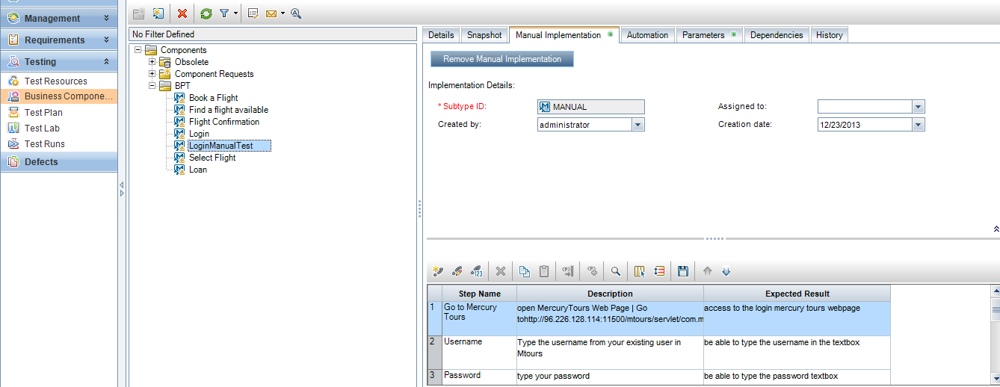 Management
Requirements
Testing
Test Resources
Business Compone...
Test Plan
Test Lab
Test Runs
Defects
No Filter Defined
Components
Obsolete
Component Requests
BPT
Book a Flight
Find a flight available
Flight Confirmation
Login
LoginManualTest
Select Flight
Loan
Details Snapshot Manual Implementation * Automation Parameters * Dependencies History
Remove Manual Implementation
Implementation Details:
* Subtype ID: MANUAL Assigned to:
Created by: administrator Creation date: 12/23/2013
Step Name Description Expected Result
1 Go to Mercury open MercuryTours Web Page | Go access to the login mercury tours webpage
Tours tohttp://96.226.128.114:11500/mtours/servlet/com.m
2 Username Type the username from your existing user in be able to type the username in the textbox
Mtours
3 Password type your password be able to type the password textbox